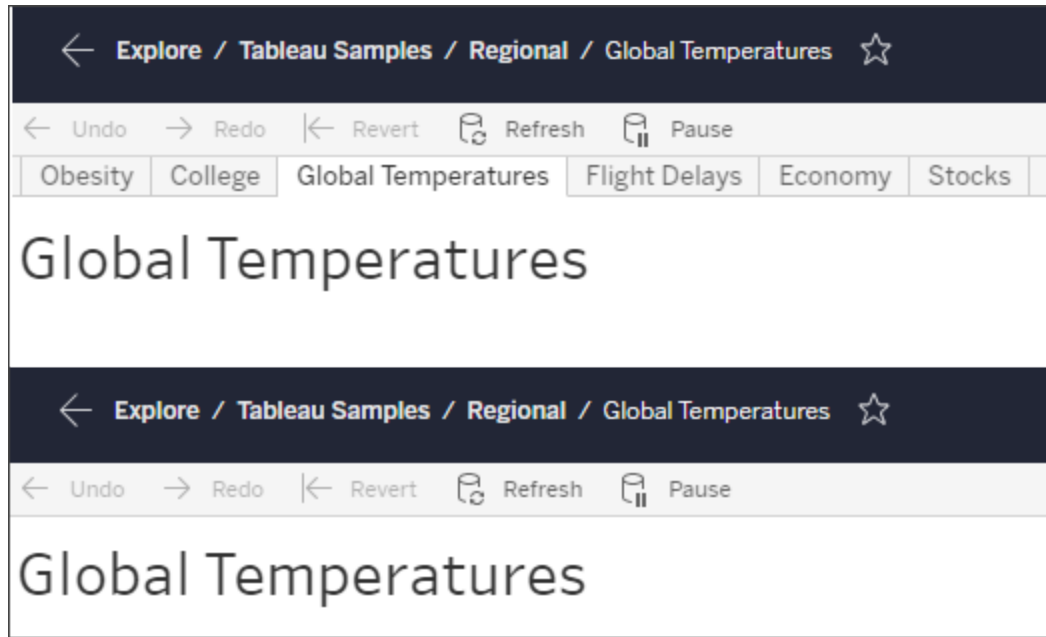 Explore / Tableau Samples / Regional / Global Temperatures
Undo Redo Revert Refresh Pause
Obesity College Global Temperatures Flight Delays Economy Stocks
Global Temperatures
Explore / Tableau Samples / Regional / Global Temperatures
Undo Redo Revert Refresh Pause
Global Temperatures